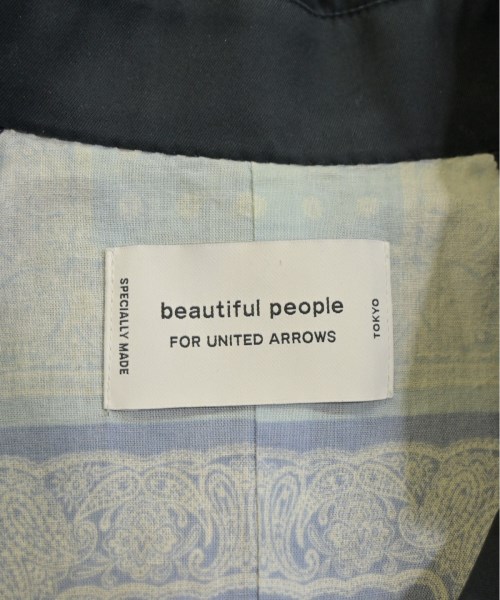 SPECIALLY MADE
beautiful people
FOR UNITED ARROWS
TOKYO